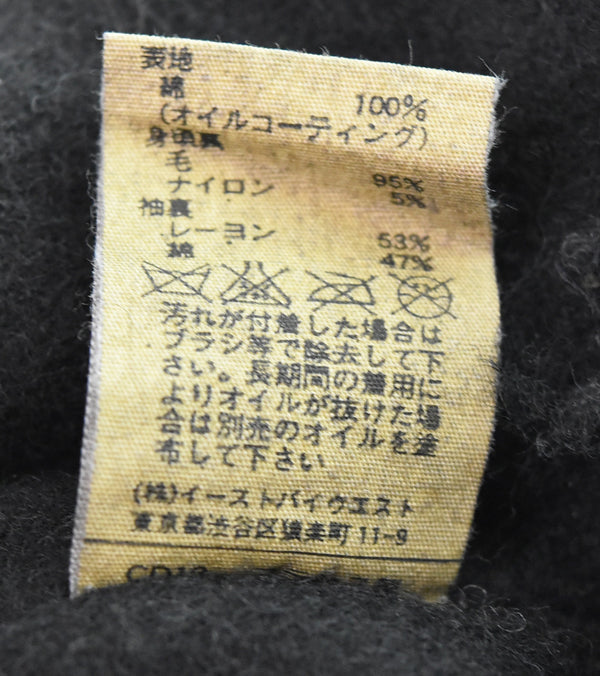 表地
綿 100%
(オイルコーティング)
身頃裏
毛 95%
ナイロン 5%
袖裏
レーヨン 53%
綿 47%
汚れが付着した場合は
ブラシ等で除去して下
さい。長期間の着用に
よりオイルが抜けた場
合は別売のオイルを塗
布して下さい
(株)イーストバイウエスト
東京都渋谷区猿楽町11-9